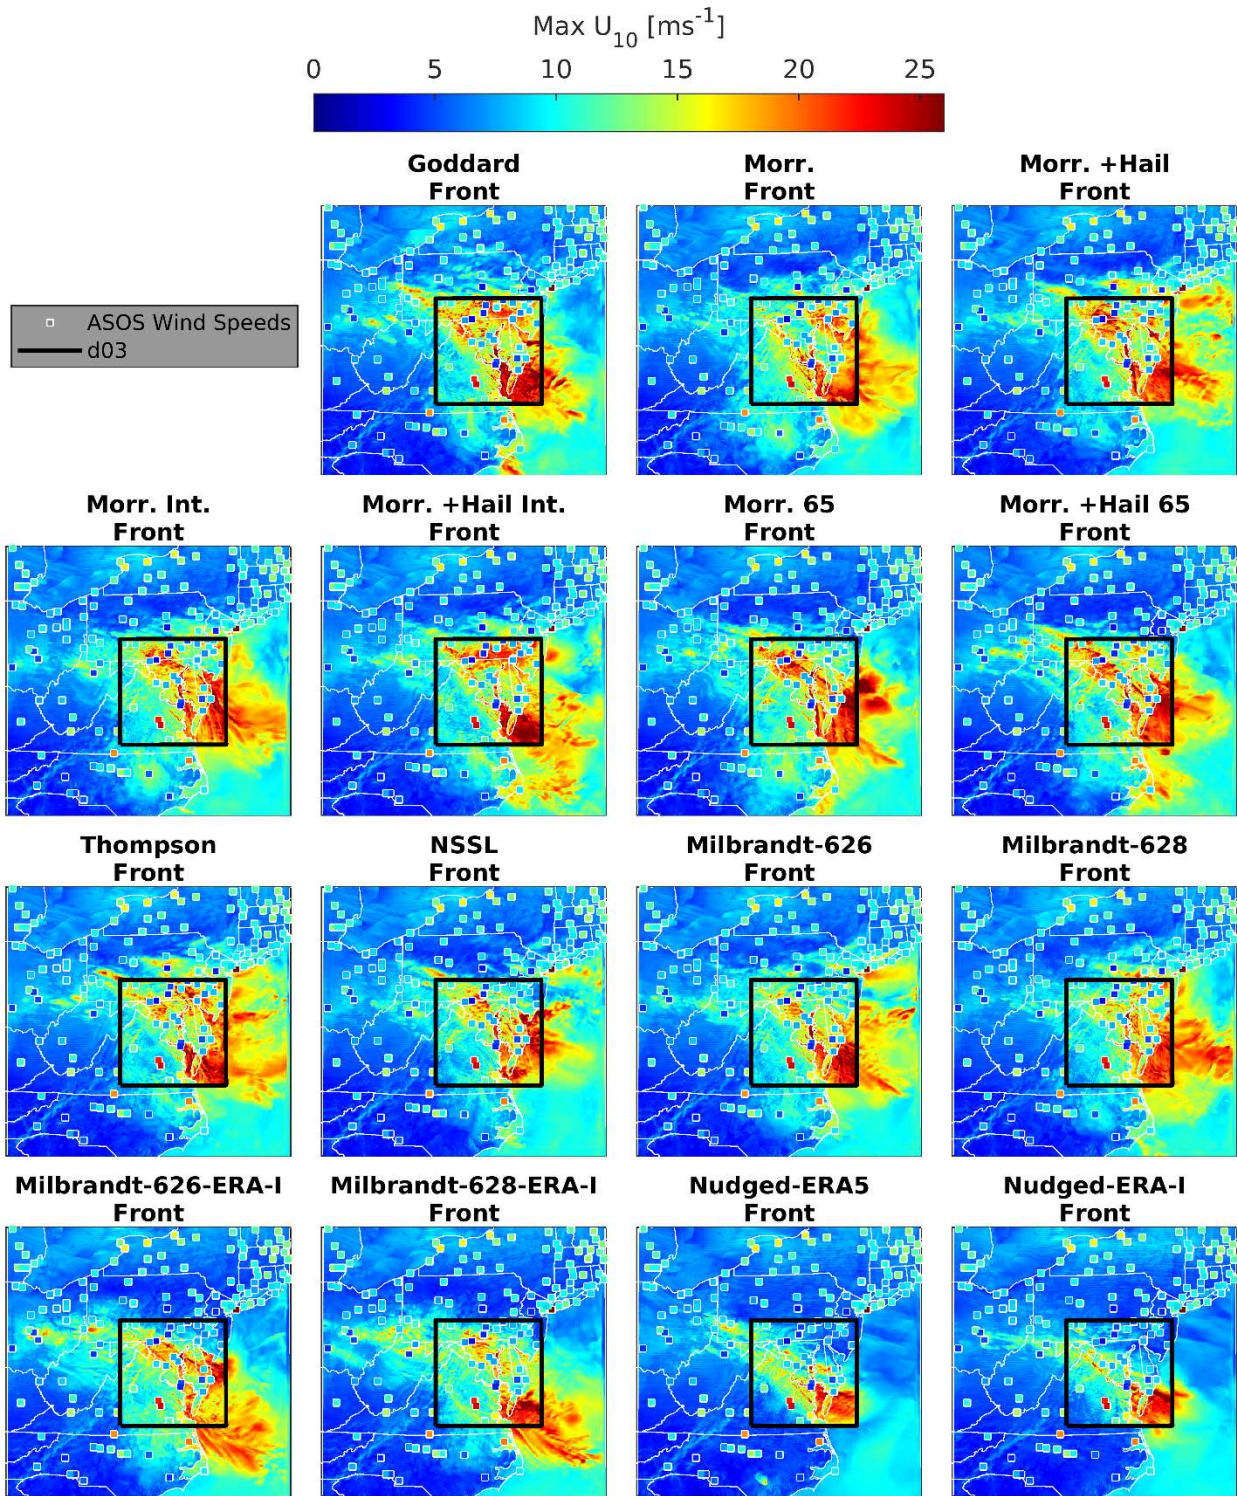 Max U10 [ms-1]
0 5 10 15 20 25
Goddard
Front
Morr.
Front
Morr. +Hail
Front
ASOS Wind Speeds
d03
Morr. Int.
Front
Morr. +Hail Int.
Front
Morr. 65
Front
Morr. +Hail 65
Front
Thompson
Front
NSSL
Front
Milbrandt-626
Front
Milbrandt-628
Front
Milbrandt-626-ERA-I
Front
Milbrandt-628-ERA-I
Front
Nudged-ERA5
Front
Nudged-ERA-I
Front